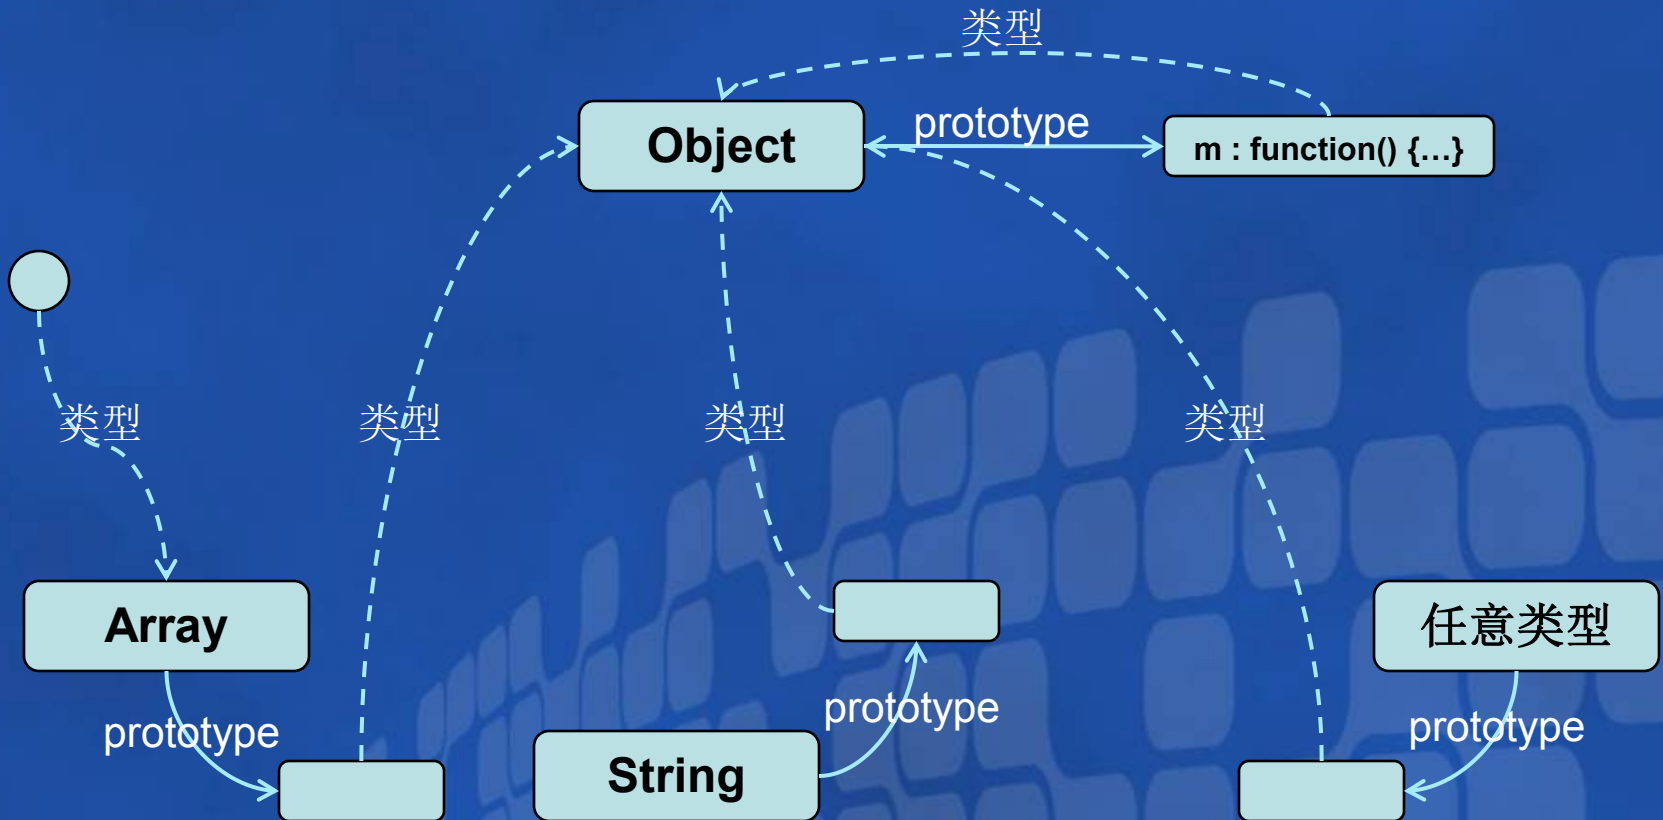 类型
Object
prototype
m : function() {…}
类型
类型
类型
类型
Array
任意类型
prototype
prototype
prototype
String